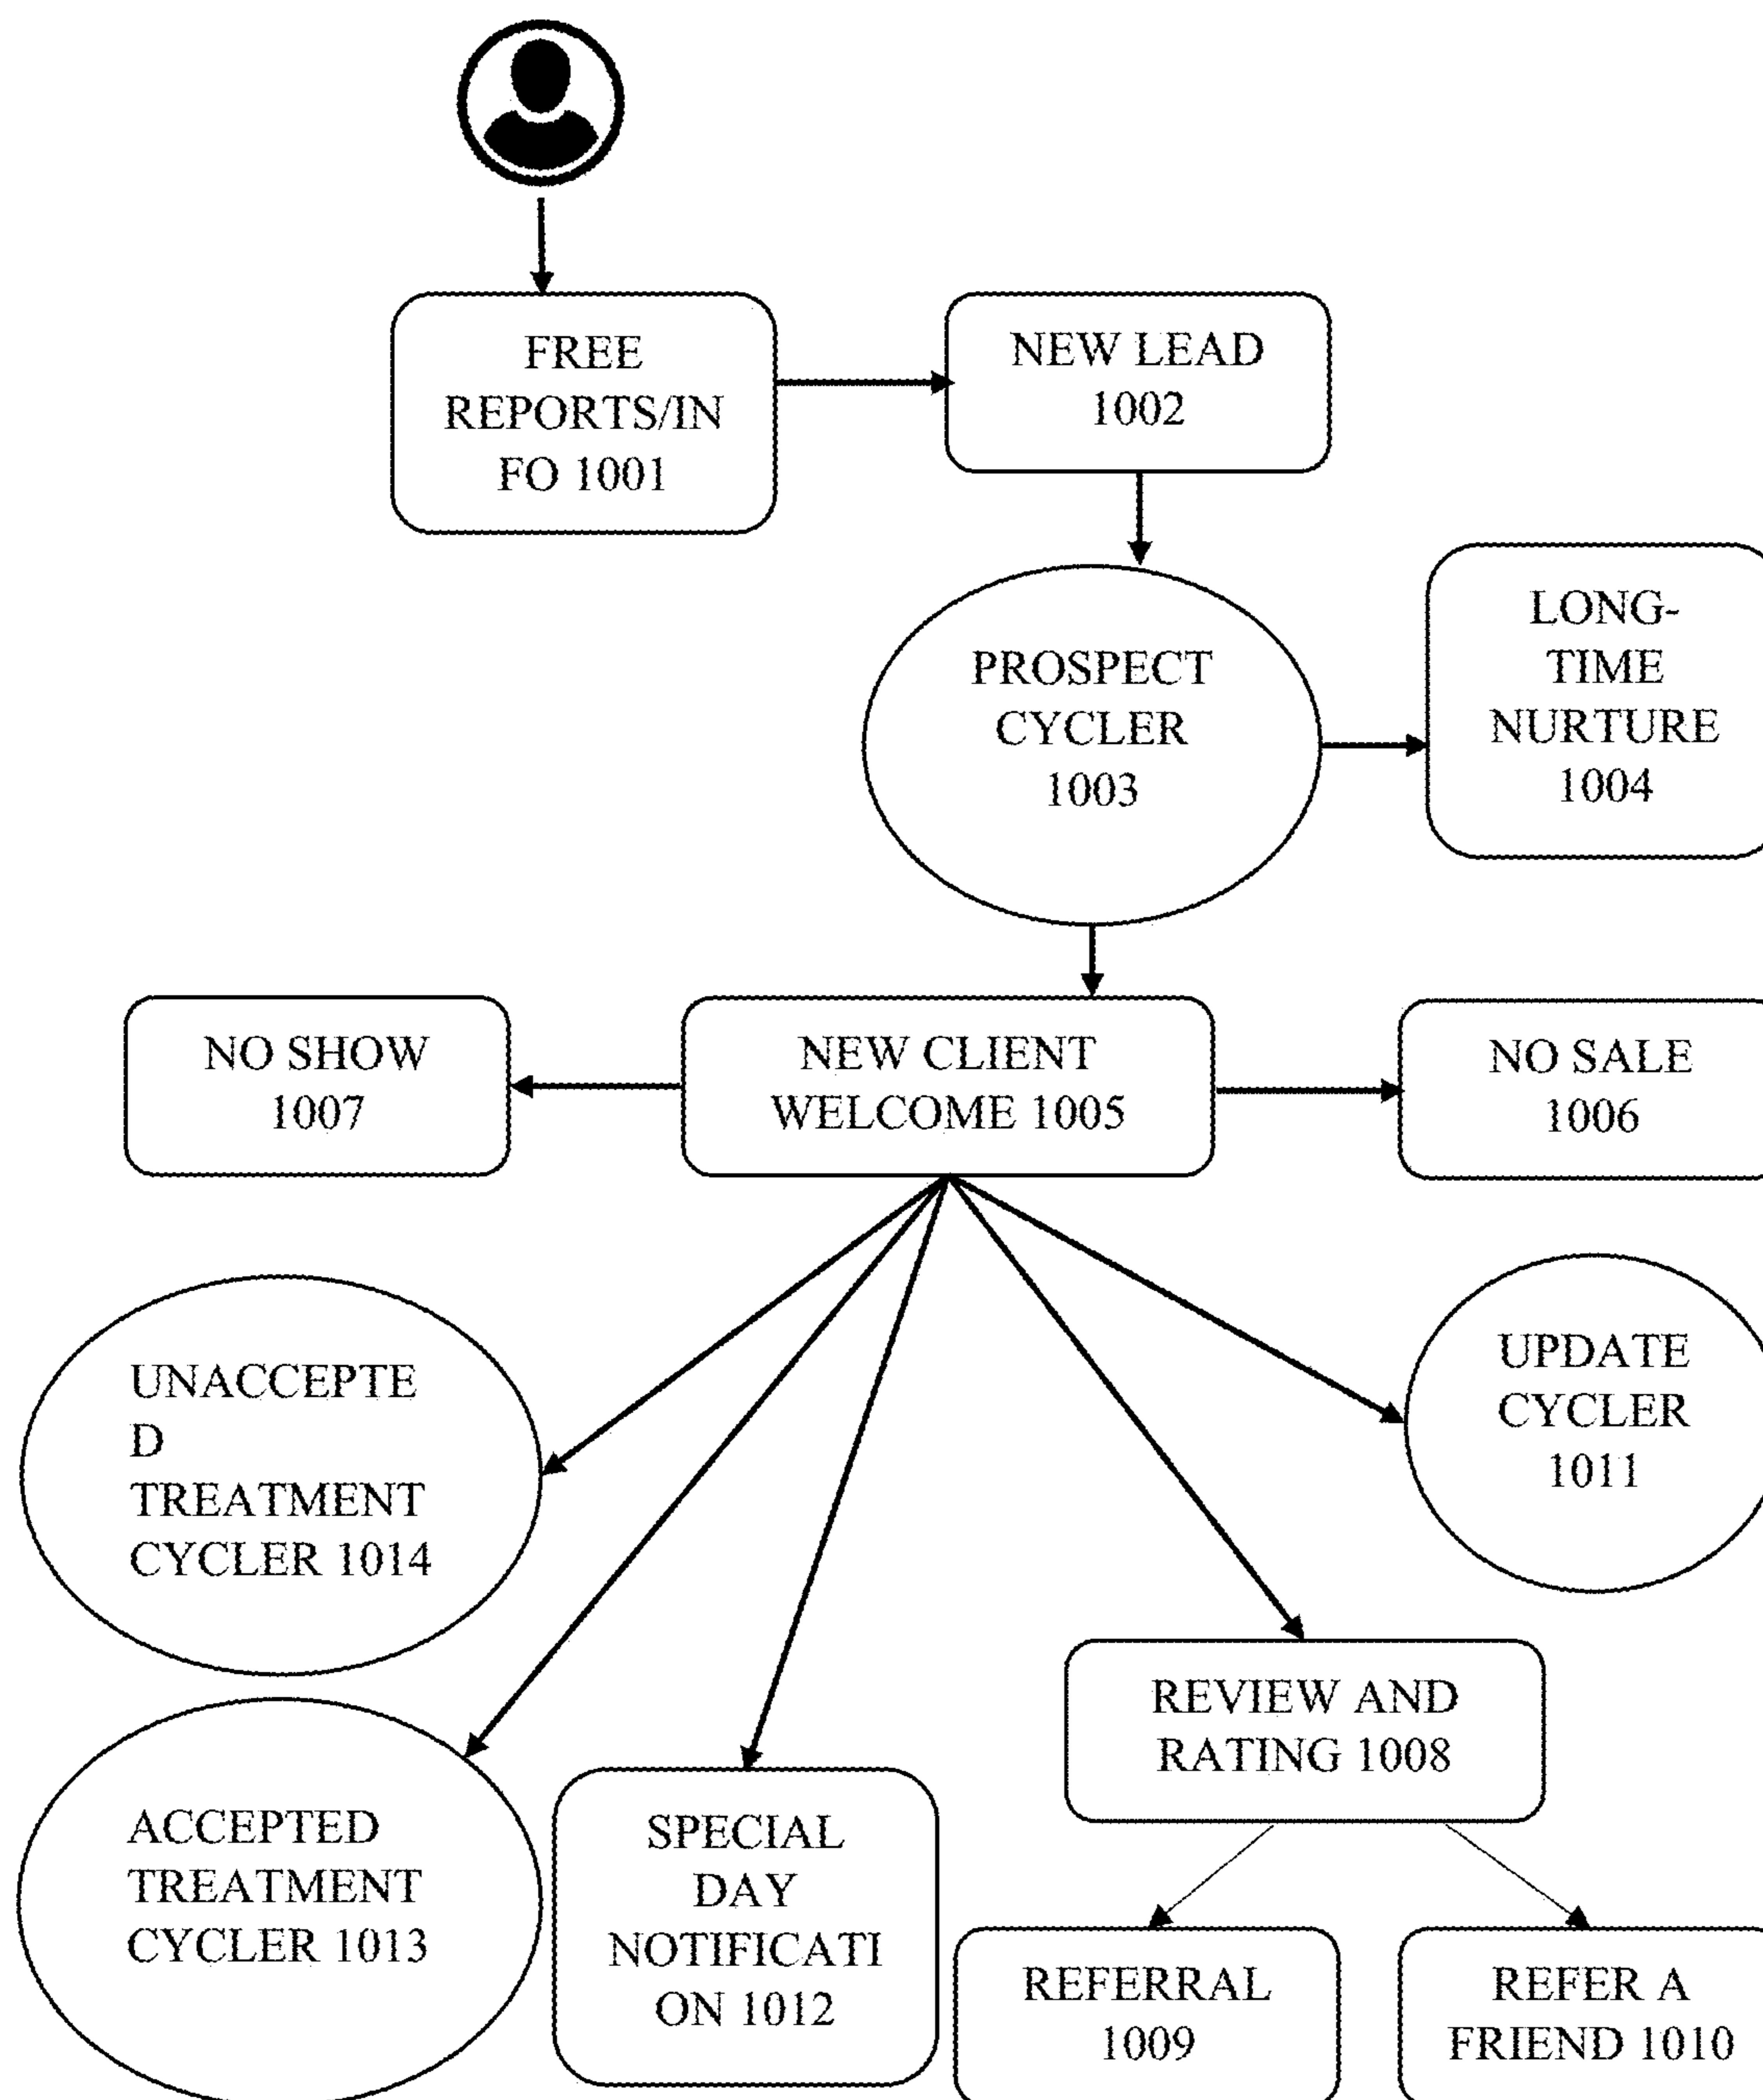 FREE
REPORTS/IN
FO 1001
NEW LEAD
1002
PROSPECT
CYCLER
1003
LONG-
TIME
NURTURE
1004
NO SHOW
1007
NEW CLIENT
WELCOME 1005
NO SALE
1006
UNACCEPTE
D
TREATMENT
CYCLER 1014
UPDATE
CYCLER
1011
REVIEW AND
RATING 1008
ACCEPTED
TREATMENT
CYCLER 1013
SPECIAL
DAY
NOTIFICATI
ON 1012
REFERRAL
1009
REFER A
FRIEND 1010